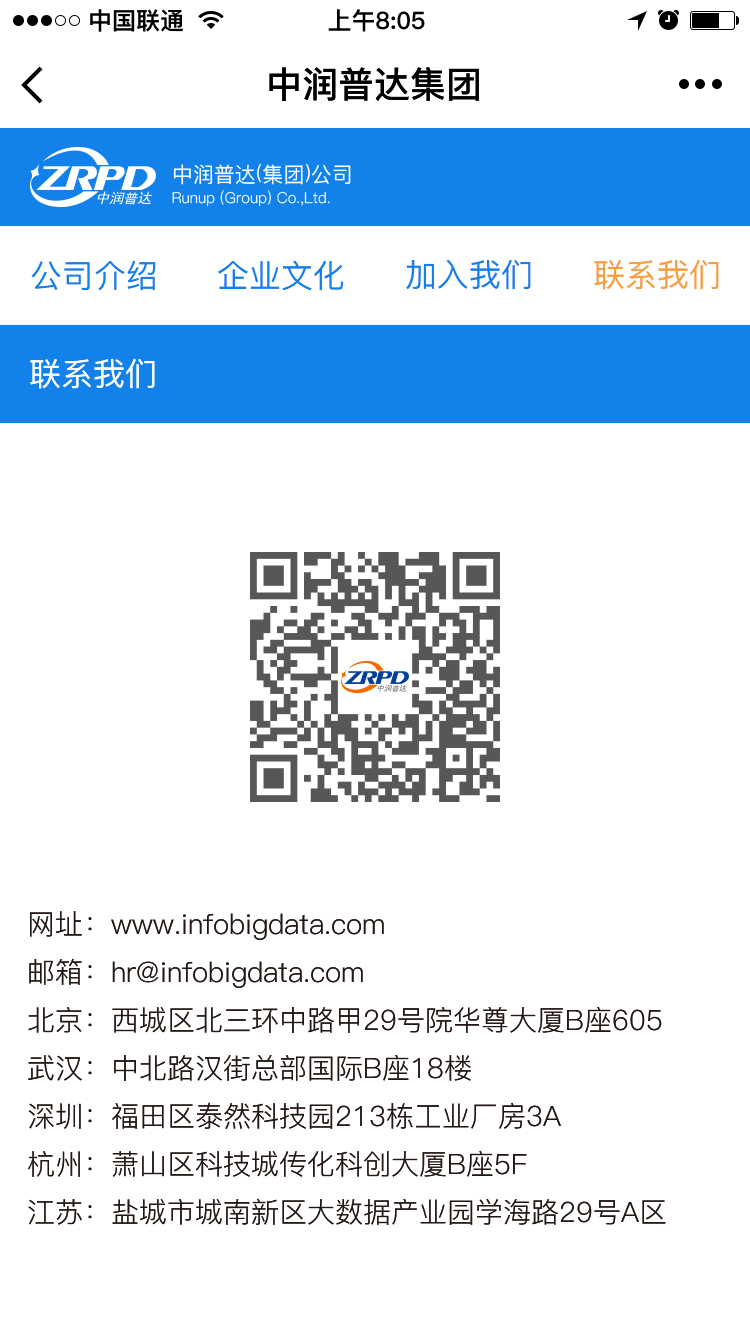 中国联通 上午8:05
中润普达集团
ZRPD
中润普达
中润普达(集团)公司
Runup (Group) Co.,Ltd.
公司介绍 企业文化 加入我们 联系我们
联系我们
ZRPD
中润普达
网址：www.infobigdata.com
邮箱：hr@infobigdata.com
北京：西城区北三环中路甲29号院华尊大厦B座605
武汉：中北路汉街总部国际B座18楼
深圳：福田区泰然科技园213栋工业厂房3A
杭州：萧山区科技城传化科创大厦B座5F
江苏：盐城市城南新区大数据产业园学海路29号A区